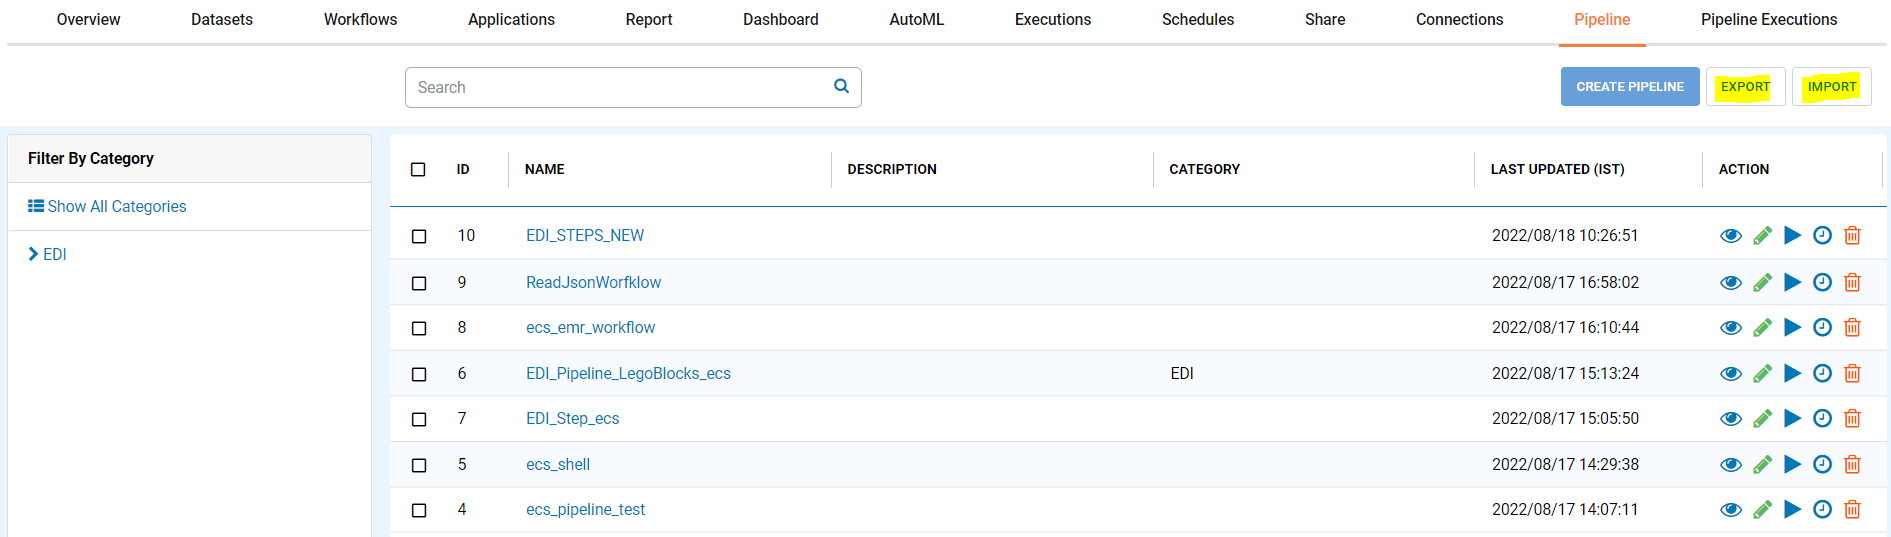 Overview Datasets Workflows Applications Report Dashboard AutoML Executions Schedules Share Connections Pipeline Pipeline Executions
Search CREATE PIPELINE EXPORT IMPORT
Filter By Category
Show All Categories
EDI
ID NAME DESCRIPTION CATEGORY LAST UPDATED (IST) ACTION
10 EDI_STEPS_NEW 2022/08/18 10:26:51
9 ReadJsonWorfklow 2022/08/17 16:58:02
8 ecs_emr_workflow 2022/08/17 16:10:44
6 EDI_Pipeline_LegoBlocks_ecs EDI 2022/08/17 15:13:24
7 EDI_Step_ecs 2022/08/17 15:05:50
5 ecs_shell 2022/08/17 14:29:38
4 ecs_pipeline_test 2022/08/17 14:07:11